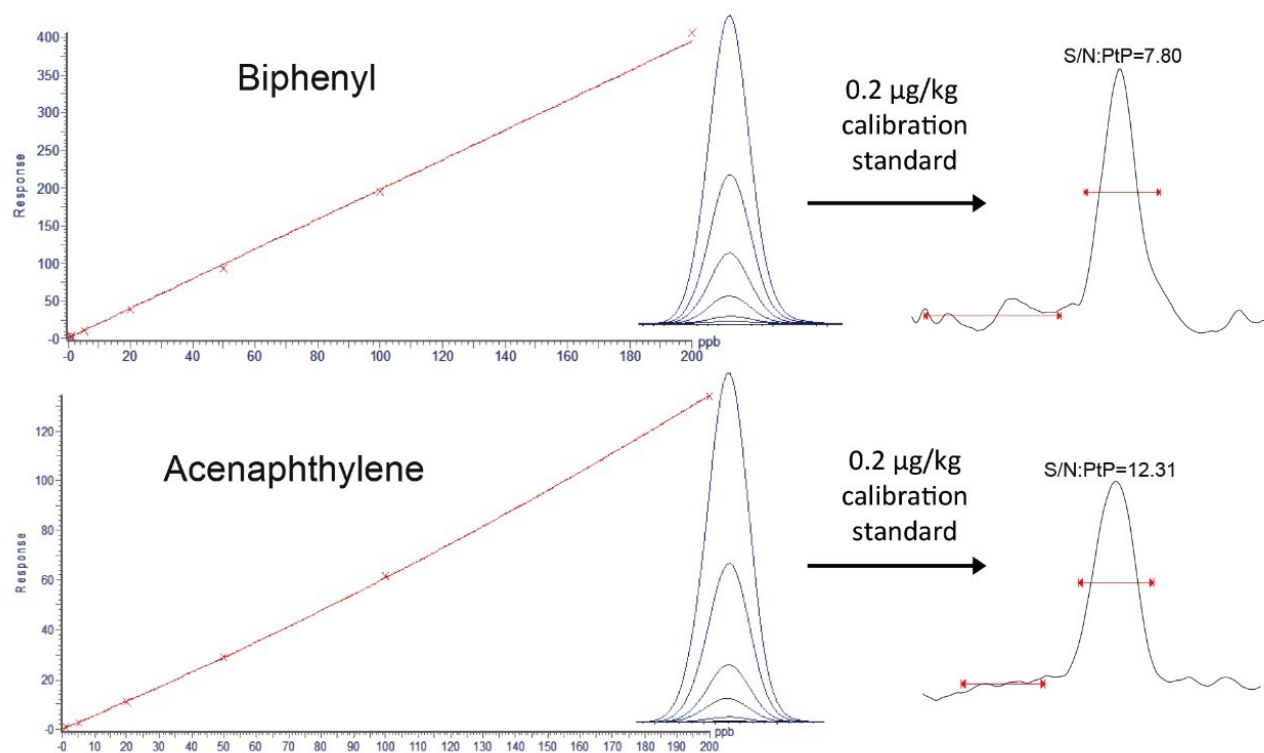 Biphenyl
Response
400
350
300
250
200
150
100
50
-0
-0 20 40 60 80 100 120 140 160 180 200 ppb
0.2 µg/kg
calibration
standard
S/N:PtP=7.80
Acenaphthylene
Response
120
100
80
60
40
20
-0
-0 10 20 30 40 50 60 70 80 90 100 110 120 130 140 150 160 170 180 190 200 ppb
0.2 µg/kg
calibration
standard
S/N:PtP=12.31